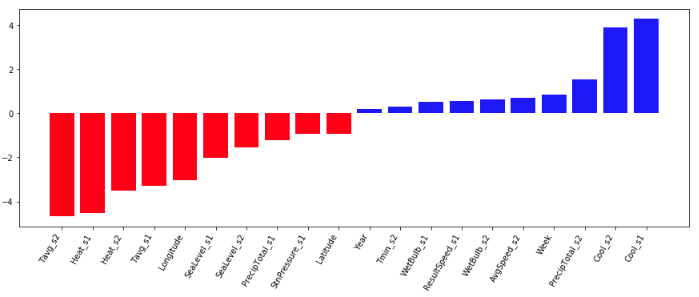 4
2
0
−2
−4
Tavg_s2
Heat_s1
Heat_s2
Tavg_s1
Longitude
SeaLevel_s1
SeaLevel_s2
PrecipTotal_s1
StnPressure_s1
Latitude
Year
Tmin_s2
WetBulb_s1
ResultSpeed_s1
WetBulb_s2
AvgSpeed_s2
Week
PrecipTotal_s2
Cool_s2
Cool_s1